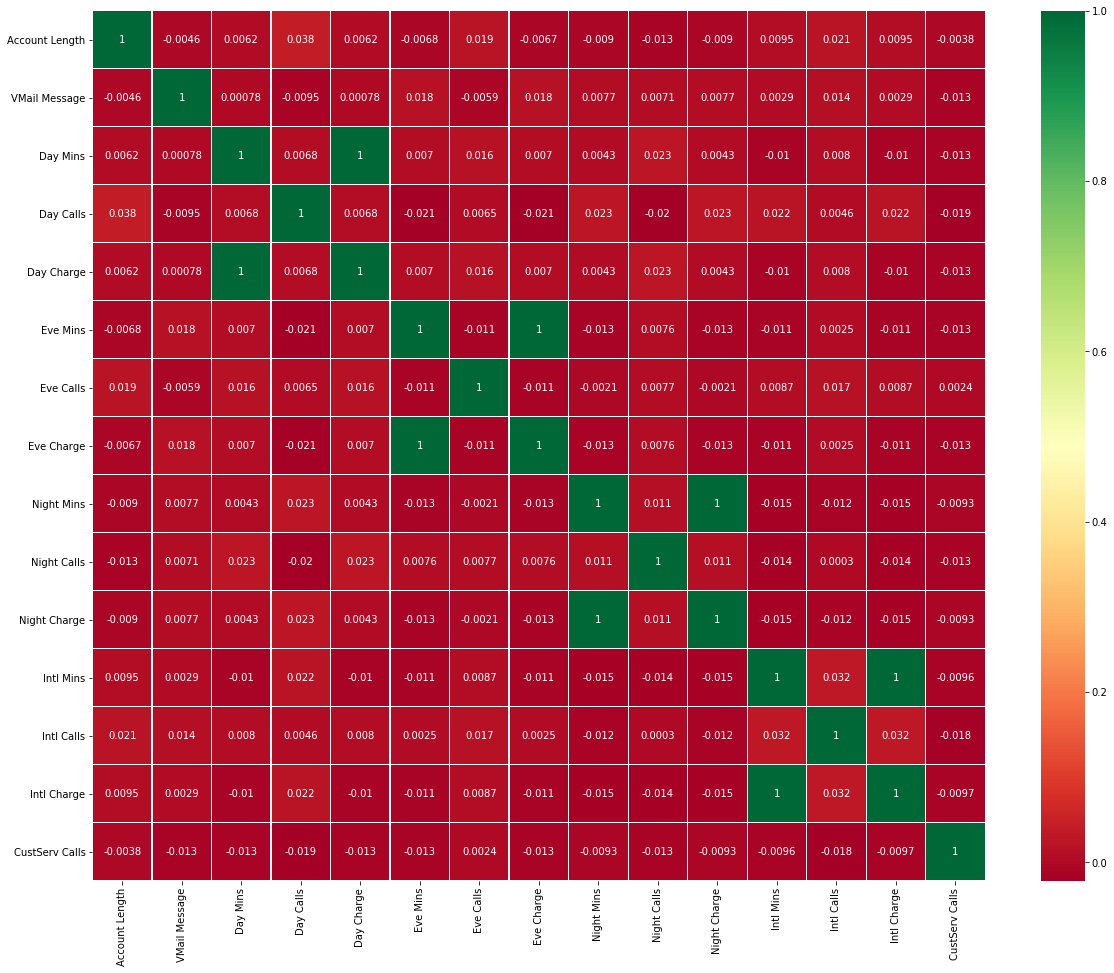 Account Length 1 -0.0046 0.0062 0.038 0.0062 -0.0068 0.019 -0.0067 -0.009 -0.013 -0.009 0.0095 0.021 0.0095 -0.0038
VMail Message -0.0046 1 0.00078 -0.0095 0.00078 0.018 -0.0059 0.018 0.0077 0.0071 0.0077 0.0029 0.014 0.0029 -0.013
Day Mins 0.0062 0.00078 1 0.0068 1 0.007 0.016 0.007 0.0043 0.023 0.0043 -0.01 0.008 -0.01 -0.013
Day Calls 0.038 -0.0095 0.0068 1 0.0068 -0.021 0.0065 -0.021 0.023 -0.02 0.023 0.022 0.0046 0.022 -0.019
Day Charge 0.0062 0.00078 1 0.0068 1 0.007 0.016 0.007 0.0043 0.023 0.0043 -0.01 0.008 -0.01 -0.013
Eve Mins -0.0068 0.018 0.007 -0.021 0.007 1 -0.011 1 -0.013 0.0076 -0.013 -0.011 0.0025 -0.011 -0.013
Eve Calls 0.019 -0.0059 0.016 0.0065 0.016 -0.011 1 -0.011 -0.0021 0.0077 -0.0021 0.0087 0.017 0.0087 0.0024
Eve Charge -0.0067 0.018 0.007 -0.021 0.007 1 -0.011 1 -0.013 0.0076 -0.013 -0.011 0.0025 -0.011 -0.013
Night Mins -0.009 0.0077 0.0043 0.023 0.0043 -0.013 -0.0021 -0.013 1 0.011 1 -0.015 -0.012 -0.015 -0.0093
Night Calls -0.013 0.0071 0.023 -0.02 0.023 0.0076 0.0077 0.0076 0.011 1 0.011 -0.014 0.0003 -0.014 -0.013
Night Charge -0.009 0.0077 0.0043 0.023 0.0043 -0.013 -0.0021 -0.013 1 0.011 1 -0.015 -0.012 -0.015 -0.0093
Intl Mins 0.0095 0.0029 -0.01 0.022 -0.01 -0.011 0.0087 -0.011 -0.015 -0.014 -0.015 1 0.032 1 -0.0096
Intl Calls 0.021 0.014 0.008 0.0046 0.008 0.0025 0.017 0.0025 -0.012 0.0003 -0.012 0.032 1 0.032 -0.018
Intl Charge 0.0095 0.0029 -0.01 0.022 -0.01 -0.011 0.0087 -0.011 -0.015 -0.014 -0.015 1 0.032 1 -0.0097
CustServ Calls -0.0038 -0.013 -0.013 -0.019 -0.013 -0.013 0.0024 -0.013 -0.0093 -0.013 -0.0093 -0.0096 -0.018 -0.0097 1
Account Length
VMail Message
Day Mins
Day Calls
Day Charge
Eve Mins
Eve Calls
Eve Charge
Night Mins
Night Calls
Night Charge
Intl Mins
Intl Calls
Intl Charge
CustServ Calls
1.0
0.8
0.6
0.4
0.2
0.0